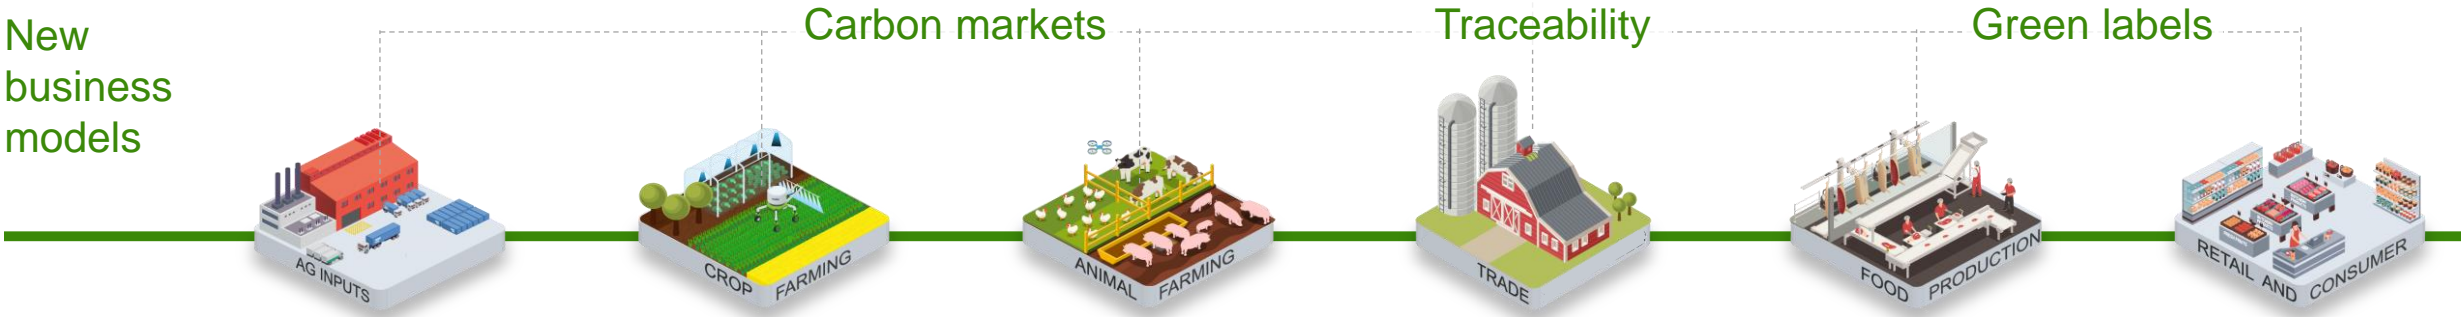 New
business
models
Carbon markets
Traceability
Green labels
AG INPUTS
CROP FARMING
ANIMAL FARMING
TRADE
FOOD PRODUCTION
RETAIL AND CONSUMER